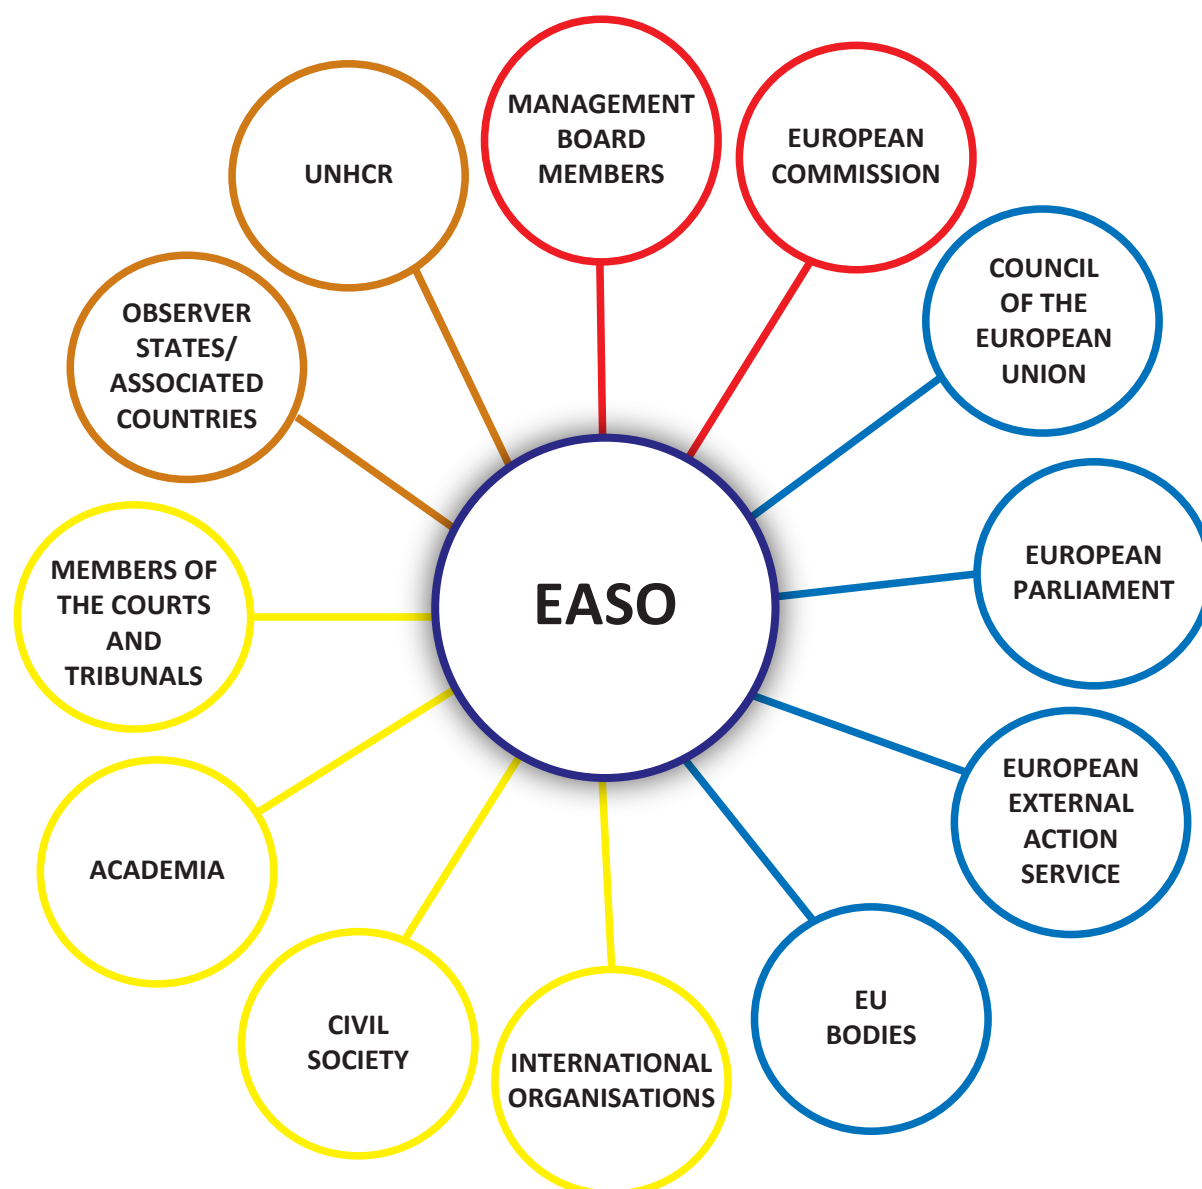 MANAGEMENT
BOARD
MEMBERS
EUROPEAN
COMMISSION
COUNCIL
OF THE
EUROPEAN
UNION
EUROPEAN
PARLIAMENT
EUROPEAN
EXTERNAL
ACTION
SERVICE
EU
BODIES
INTERNATIONAL
ORGANISATIONS
CIVIL
SOCIETY
ACADEMIA
MEMBERS OF
THE COURTS
AND
TRIBUNALS
OBSERVER
STATES/
ASSOCIATED
COUNTRIES
UNHCR
EASO